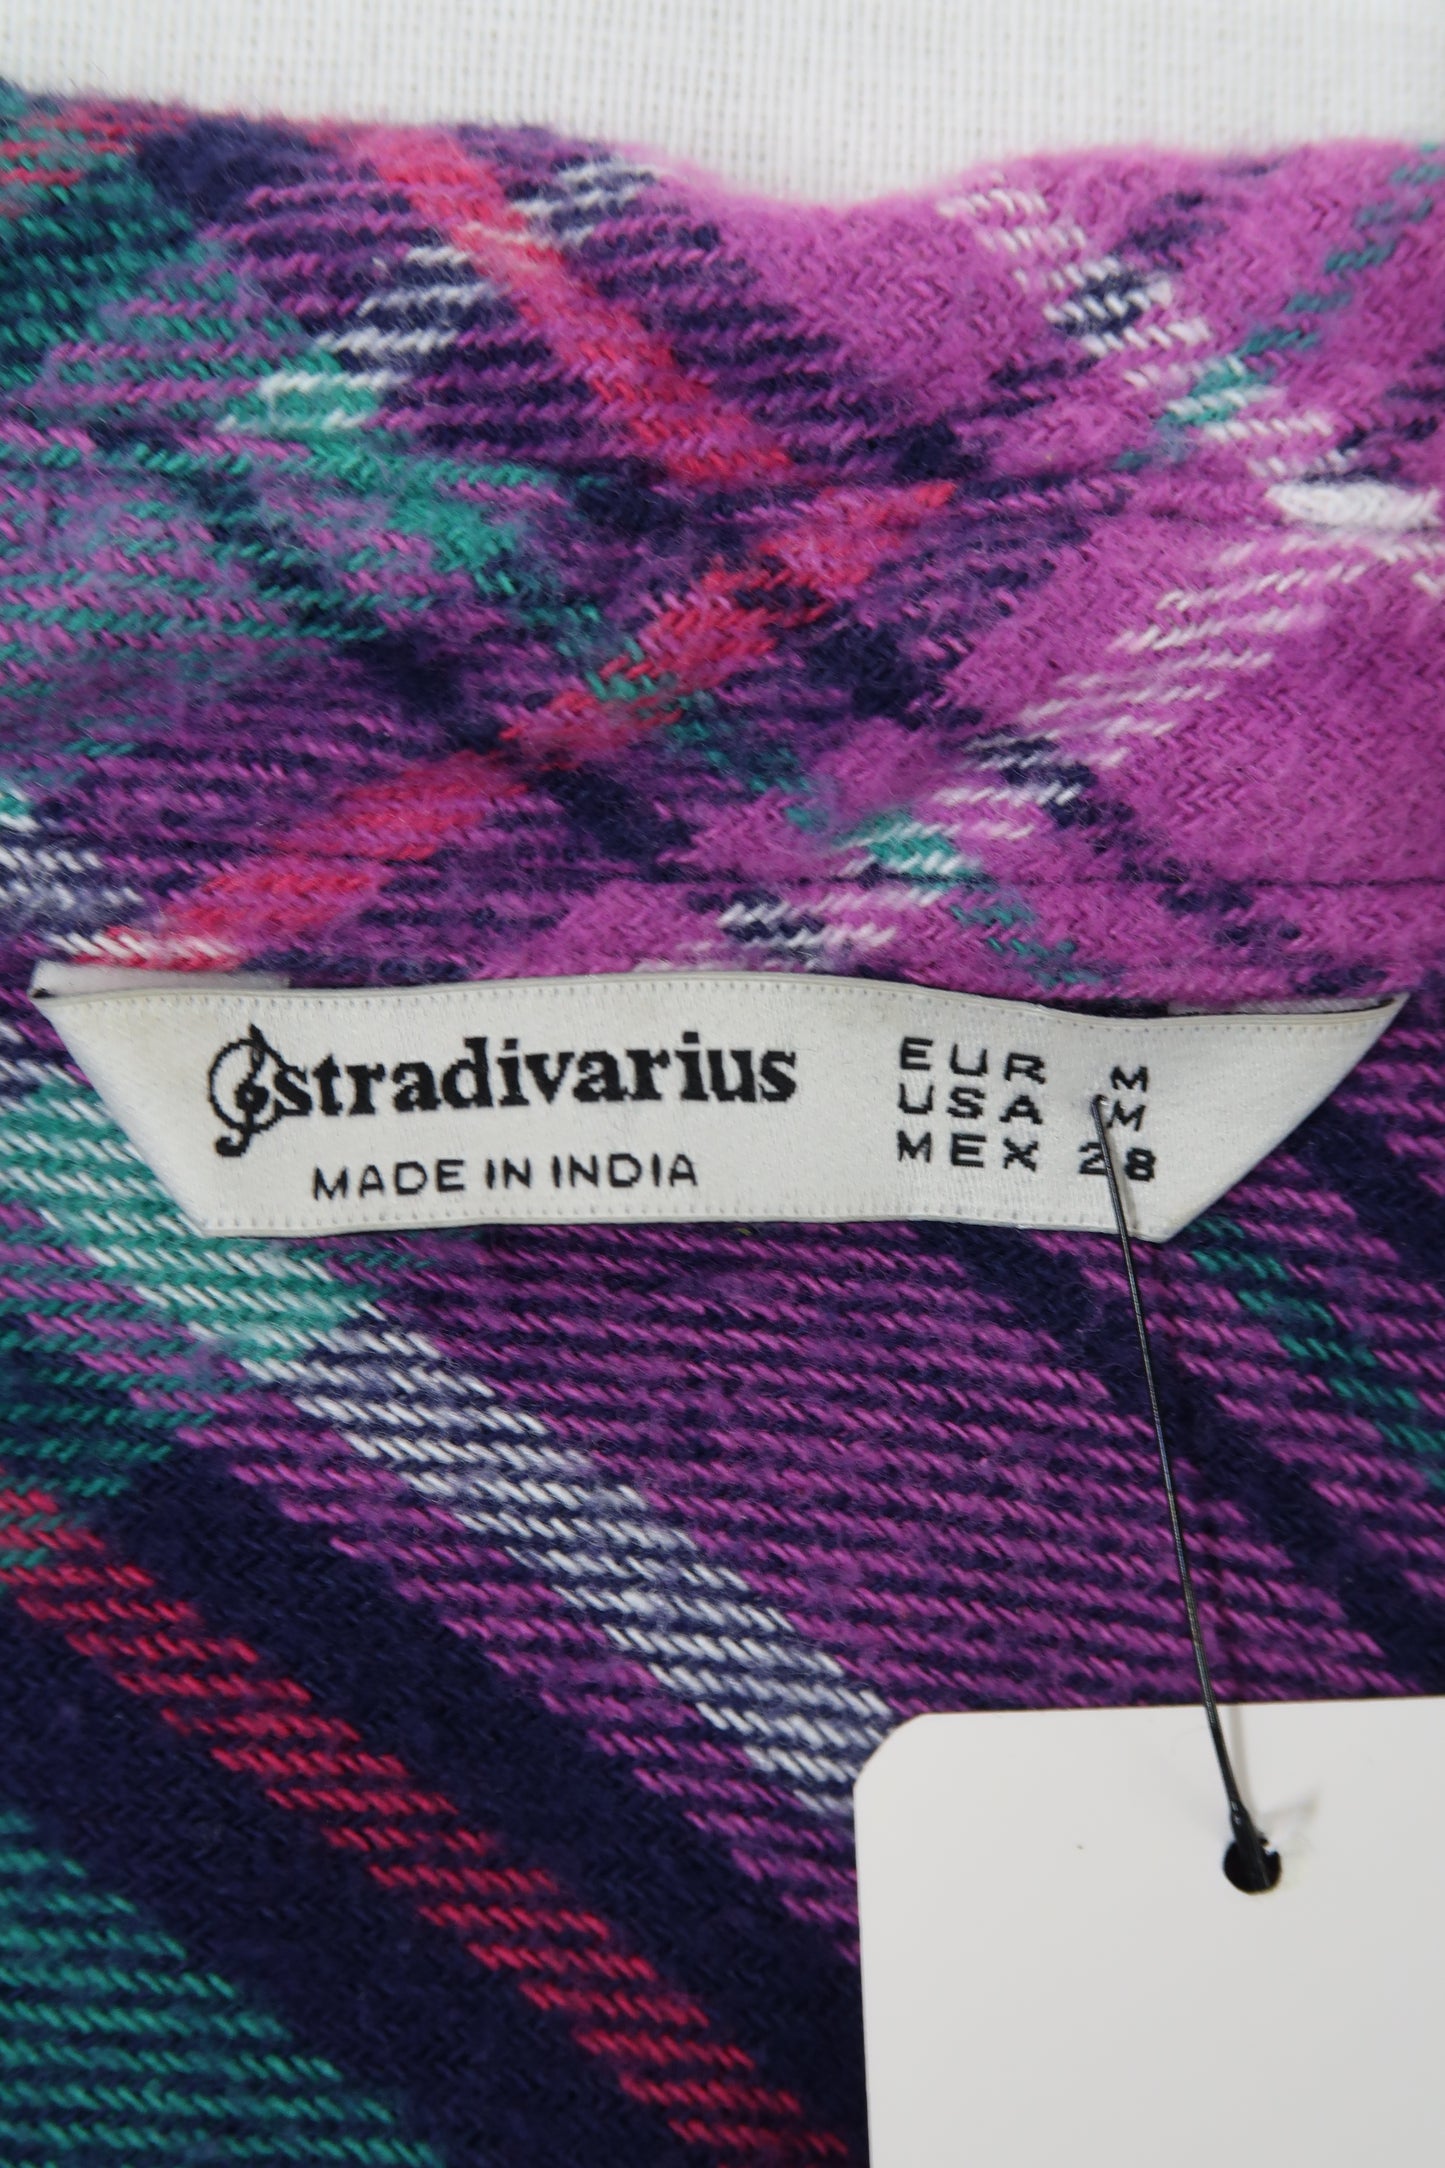 stradivarius
MADE IN INDIA
EUR M
USA M
MEX 28